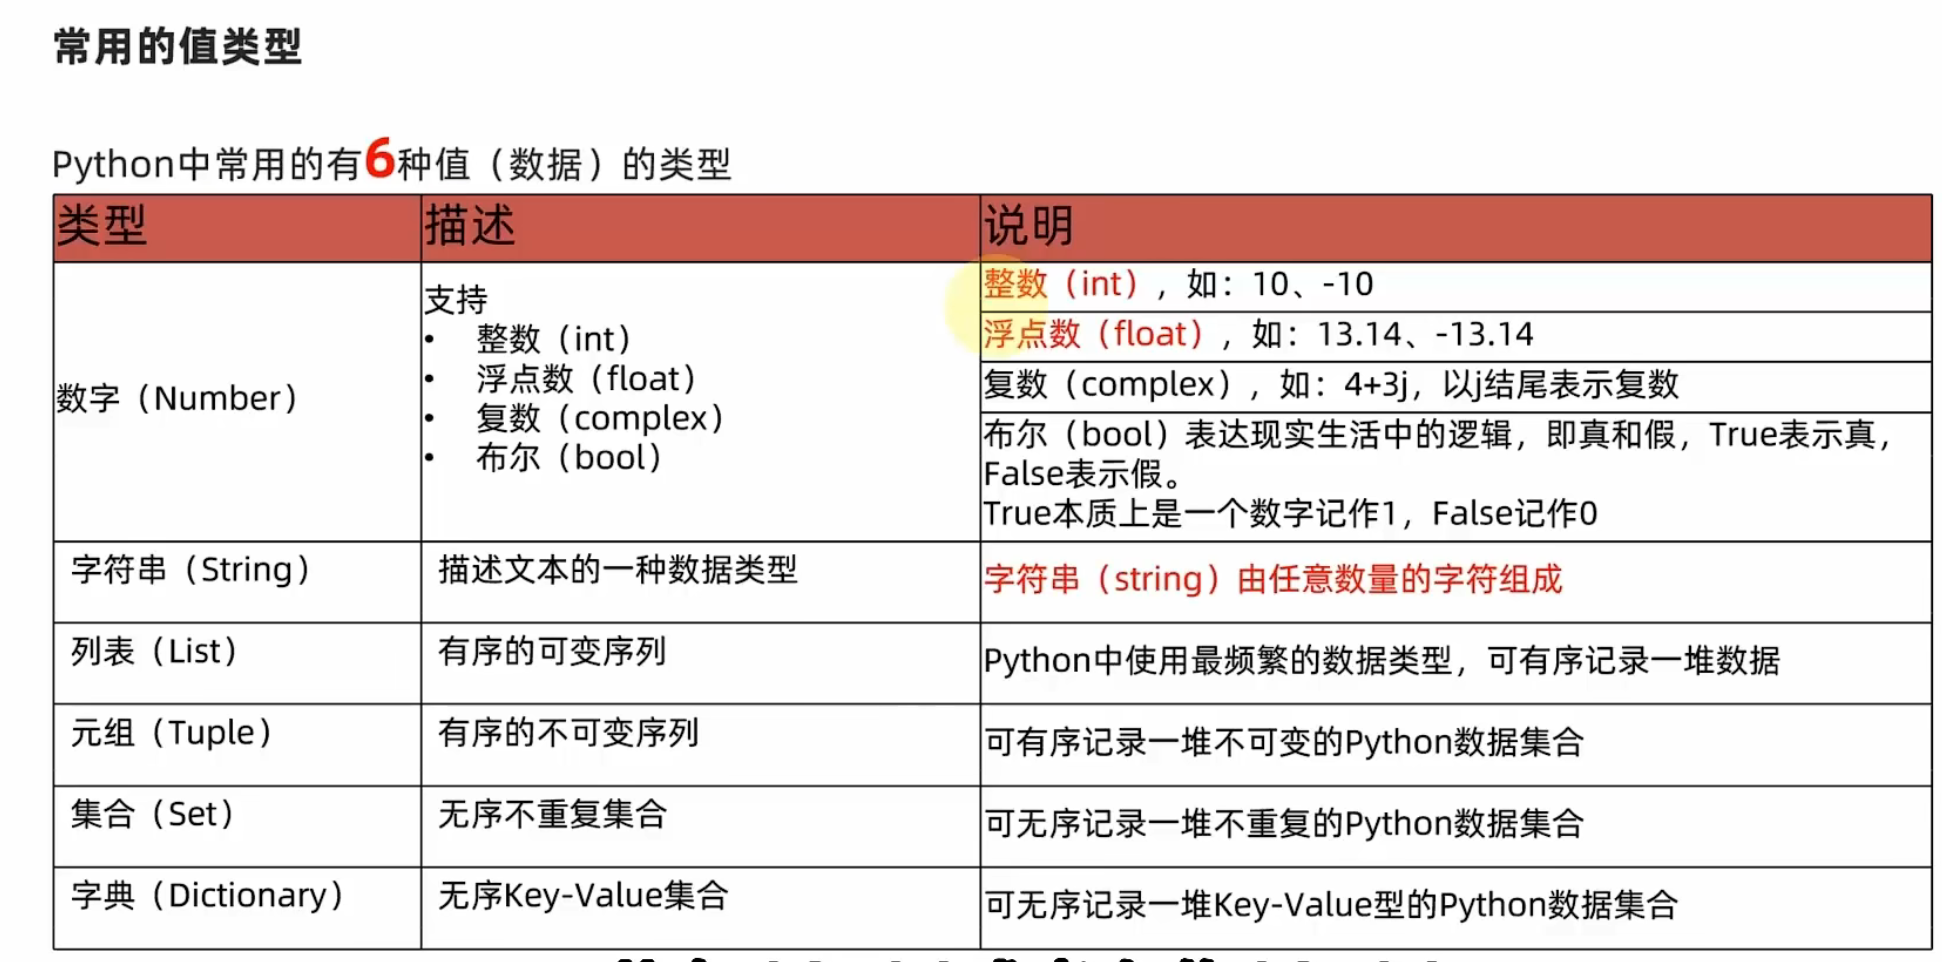 常用的值类型
Python中常用的有6种值（数据）的类型
类型
描述
说明
数字（Number）
支持
• 整数（int）
• 浮点数（float）
• 复数（complex）
• 布尔（bool）
整数（int），如：10、-10
浮点数（float），如：13.14、-13.14
复数（complex），如：4+3j，以j结尾表示复数
布尔（bool）表达现实生活中的逻辑，即真和假，True表示真，
False表示假。
True本质上是一个数字记作1，False记作0
字符串（String）
描述文本的一种数据类型
字符串（string）由任意数量的字符组成
列表（List）
有序的可变序列
Python中使用最频繁的数据类型，可有序记录一堆数据
元组（Tuple）
有序的不可变序列
可有序记录一堆不可变的Python数据集合
集合（Set）
无序不重复集合
可无序记录一堆不重复的Python数据集合
字典（Dictionary）
无序Key-Value集合
可无序记录一堆Key-Value型的Python数据集合